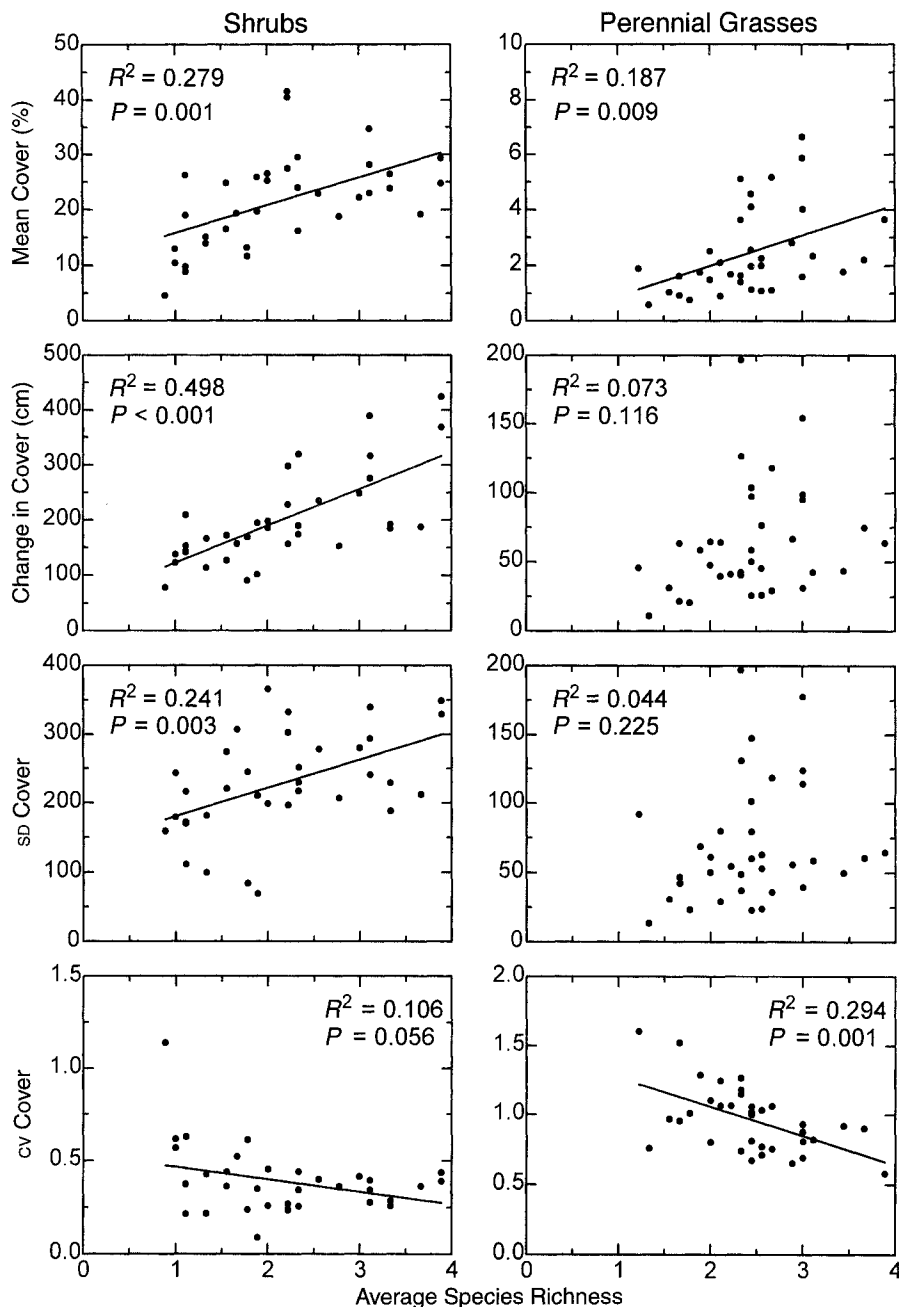 Shrubs
Perennial Grasses
Mean Cover (%)
50
40
30
20
10
0
R² = 0.279
P = 0.001
10
8
6
4
2
0
R² = 0.187
P = 0.009
Change in Cover (cm)
500
400
300
200
100
0
R² = 0.498
P < 0.001
200
150
100
50
0
R² = 0.073
P = 0.116
SD Cover
400
300
200
100
0
R² = 0.241
P = 0.003
200
150
100
50
0
R² = 0.044
P = 0.225
CV Cover
1.5
1.0
0.5
0.0
R² = 0.106
P = 0.056
2.0
1.5
1.0
0.5
0.0
R² = 0.294
P = 0.001
0 1 2 3 4
0 1 2 3 4
Average Species Richness